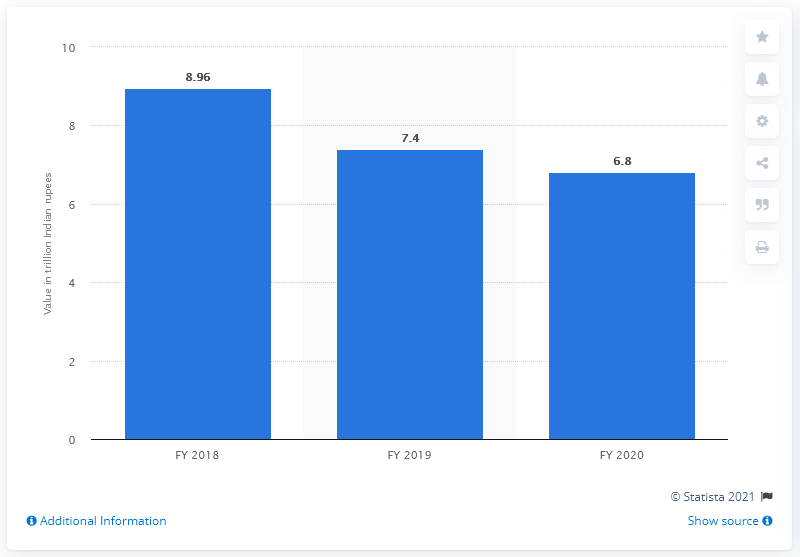 10
8
6
4
2
0
Value in trillion Indian rupees
8.96
7.4
6.8
FY 2018
FY 2019
FY 2020
© Statista 2021
Additional Information
Show source